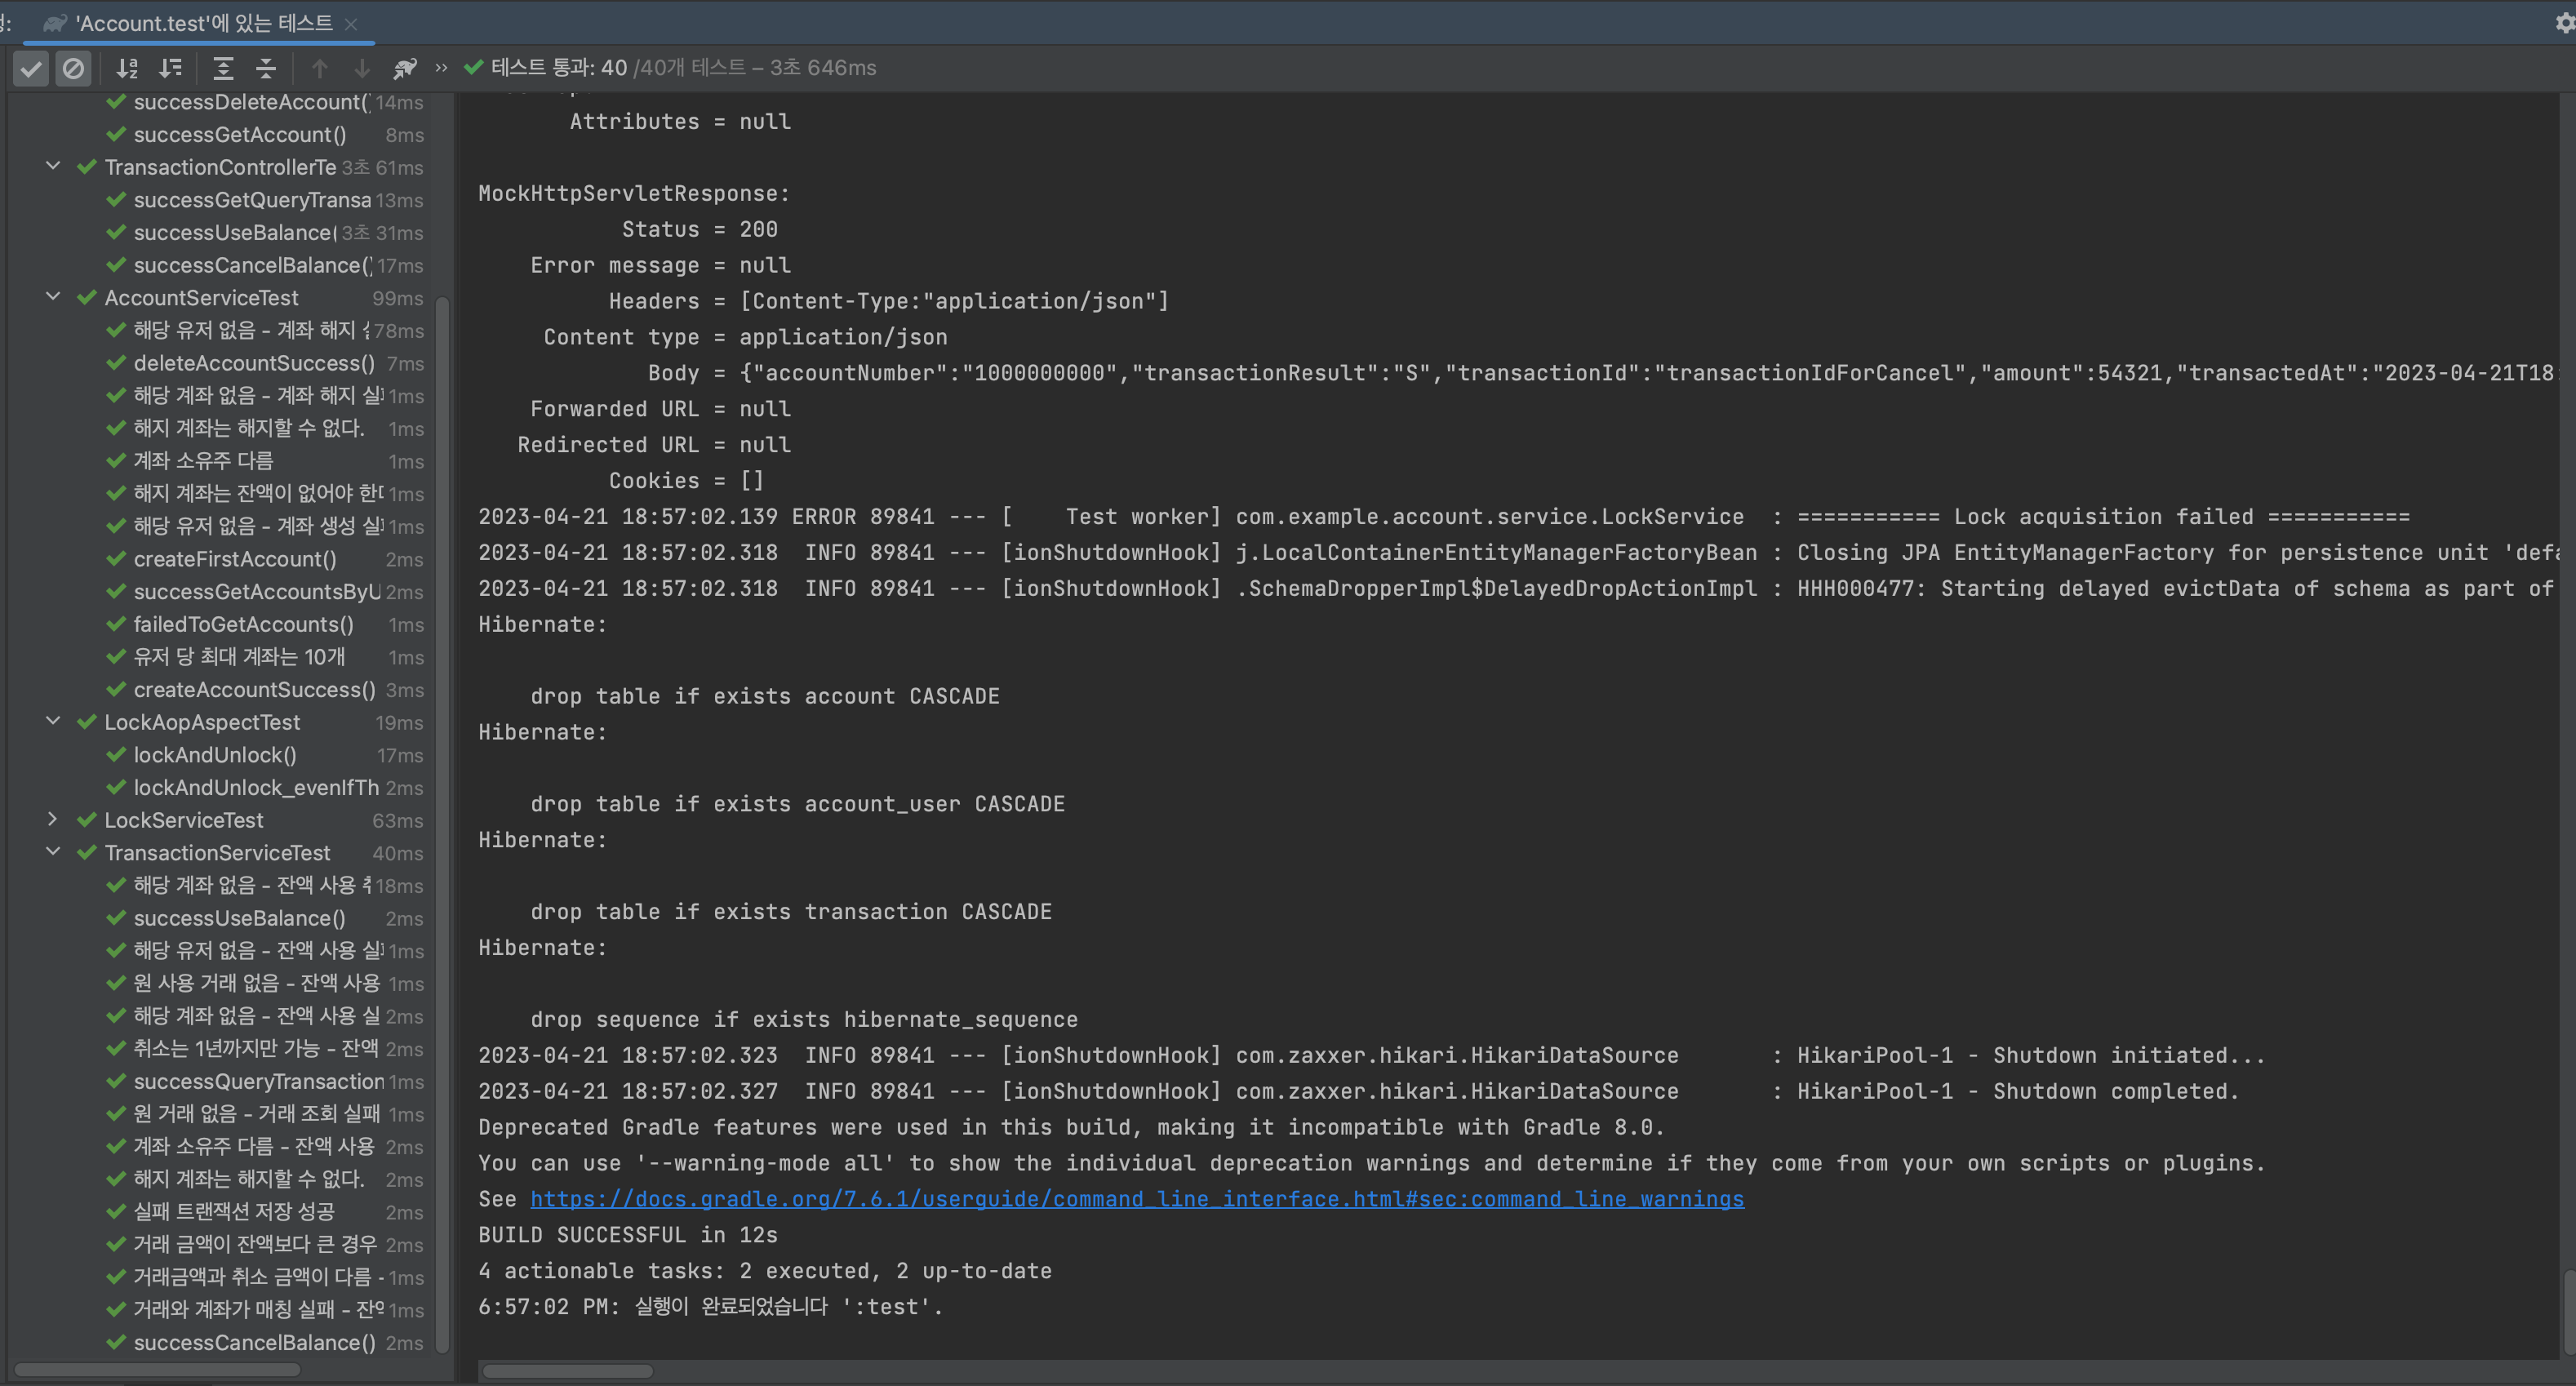 'Account.test'에 있는 테스트
테스트 통과: 40 /40개 테스트 – 3초 646ms
successDeleteAccount() 14ms
successGetAccount() 8ms
TransactionControllerTe 3초 61ms
successGetQueryTransa 13ms
successUseBalance( 3초 31ms
successCancelBalance() 17ms
AccountServiceTest 99ms
해당 유저 없음 - 계좌 해지 78ms
deleteAccountSuccess() 7ms
해당 계좌 없음 - 계좌 해지 실패 1ms
해지 계좌는 해지할 수 없다. 1ms
계좌 소유주 다름 1ms
해지 계좌는 잔액이 없어야 한다 1ms
해당 유저 없음 - 계좌 생성 실패 1ms
createFirstAccount() 2ms
successGetAccountsByU 2ms
failedToGetAccounts() 1ms
유저 당 최대 계좌는 10개 1ms
createAccountSuccess() 3ms
LockAopAspectTest 19ms
lockAndUnlock() 17ms
lockAndUnlock_evenIfTh 2ms
LockServiceTest 63ms
TransactionServiceTest 40ms
해당 계좌 없음 - 잔액 사용 18ms
successUseBalance() 2ms
해당 유저 없음 - 잔액 사용 실패 1ms
원 사용 거래 없음 - 잔액 사용 1ms
해당 계좌 없음 - 잔액 사용 실 2ms
취소는 1년까지만 가능 - 잔액 2ms
successQueryTransaction 1ms
원 거래 없음 - 거래 조회 실패 1ms
계좌 소유주 다름 - 잔액 사용 2ms
해지 계좌는 해지할 수 없다. 2ms
실패 트랜잭션 저장 성공 2ms
거래 금액이 잔액보다 큰 경우 2ms
거래금액과 취소 금액이 다름 - 1ms
거래와 계좌가 매칭 실패 - 잔액 1ms
successCancelBalance() 2ms
Attributes = null
MockHttpServletResponse:
Status = 200
Error message = null
Headers = [Content-Type:"application/json"]
Content type = application/json
Body = {"accountNumber":"1000000000","transactionResult":"S","transactionId":"transactionIdForCancel","amount":54321,"transactedAt":"2023-04-21T18:
Forwarded URL = null
Redirected URL = null
Cookies = []
2023-04-21 18:57:02.139 ERROR 89841 --- [    Test worker] com.example.account.service.LockService  : =========== Lock acquisition failed ===========
2023-04-21 18:57:02.318  INFO 89841 --- [ionShutdownHook] j.LocalContainerEntityManagerFactoryBean : Closing JPA EntityManagerFactory for persistence unit 'defa
2023-04-21 18:57:02.318  INFO 89841 --- [ionShutdownHook] .SchemaDropperImpl$DelayedDropActionImpl : HHH000477: Starting delayed evictData of schema as part of
Hibernate:
drop table if exists account CASCADE
Hibernate:
drop table if exists account_user CASCADE
Hibernate:
drop table if exists transaction CASCADE
Hibernate:
drop sequence if exists hibernate_sequence
2023-04-21 18:57:02.323  INFO 89841 --- [ionShutdownHook] com.zaxxer.hikari.HikariDataSource       : HikariPool-1 - Shutdown initiated...
2023-04-21 18:57:02.327  INFO 89841 --- [ionShutdownHook] com.zaxxer.hikari.HikariDataSource       : HikariPool-1 - Shutdown completed.
Deprecated Gradle features were used in this build, making it incompatible with Gradle 8.0.
You can use '--warning-mode all' to show the individual deprecation warnings and determine if they come from your own scripts or plugins.
See https://docs.gradle.org/7.6.1/userguide/command_line_interface.html#sec:command_line_warnings
BUILD SUCCESSFUL in 12s
4 actionable tasks: 2 executed, 2 up-to-date
6:57:02 PM: 실행이 완료되었습니다 ':test'.